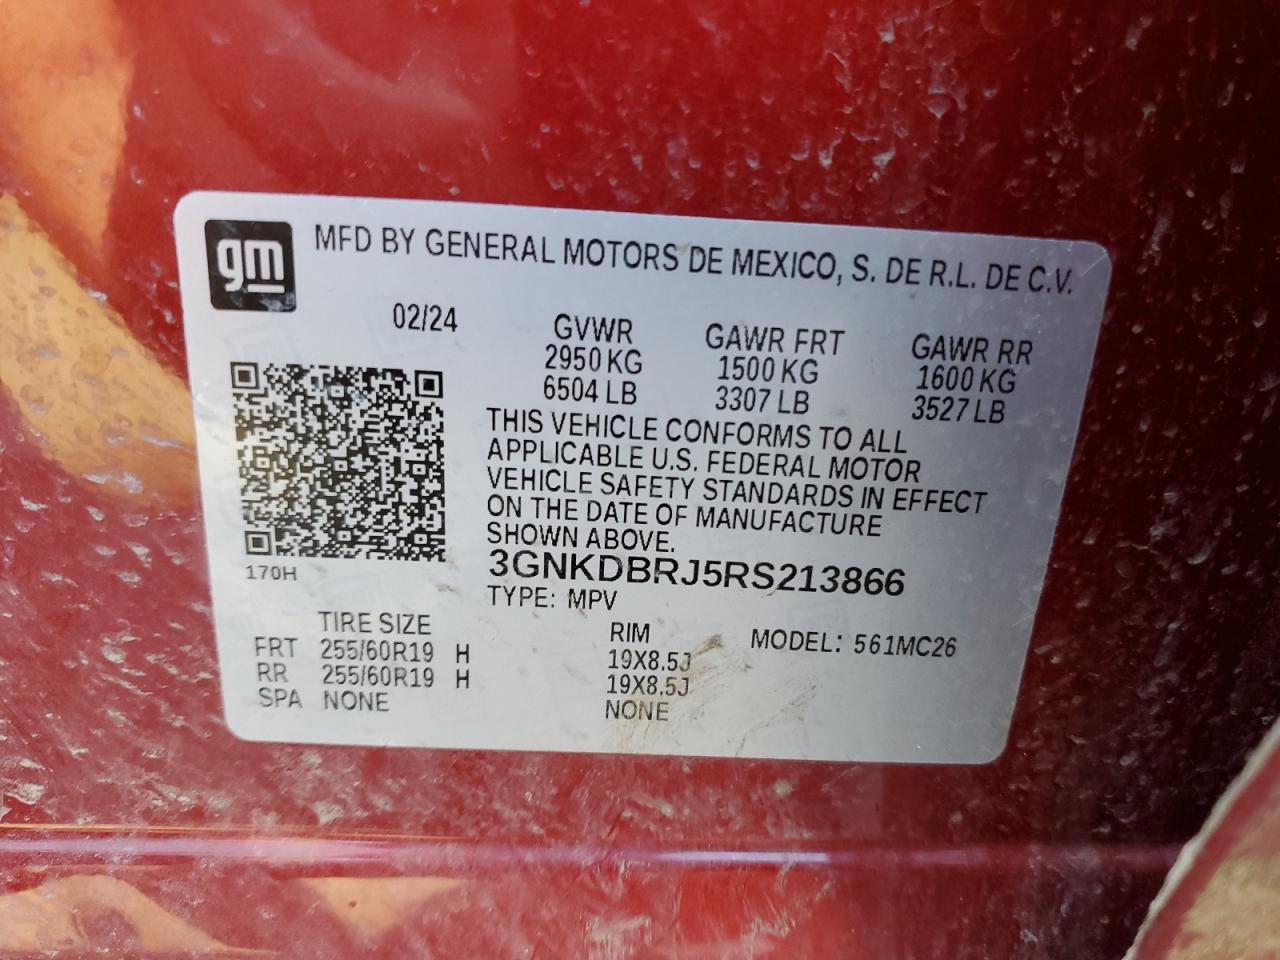 gm
MFD BY GENERAL MOTORS DE MEXICO, S. DE R.L. DE C.V.
02/24
GVWR GAWR FRT GAWR RR
2950 KG 1500 KG 1600 KG
6504 LB 3307 LB 3527 LB
THIS VEHICLE CONFORMS TO ALL
APPLICABLE U.S. FEDERAL MOTOR
VEHICLE SAFETY STANDARDS IN EFFECT
ON THE DATE OF MANUFACTURE
SHOWN ABOVE.
3GNKDBRJ5RS213866
170H
TYPE: MPV
TIRE SIZE RIM MODEL: 561MC26
FRT 255/60R19 H 19X8.5J
RR 255/60R19 H 19X8.5J
SPA NONE NONE